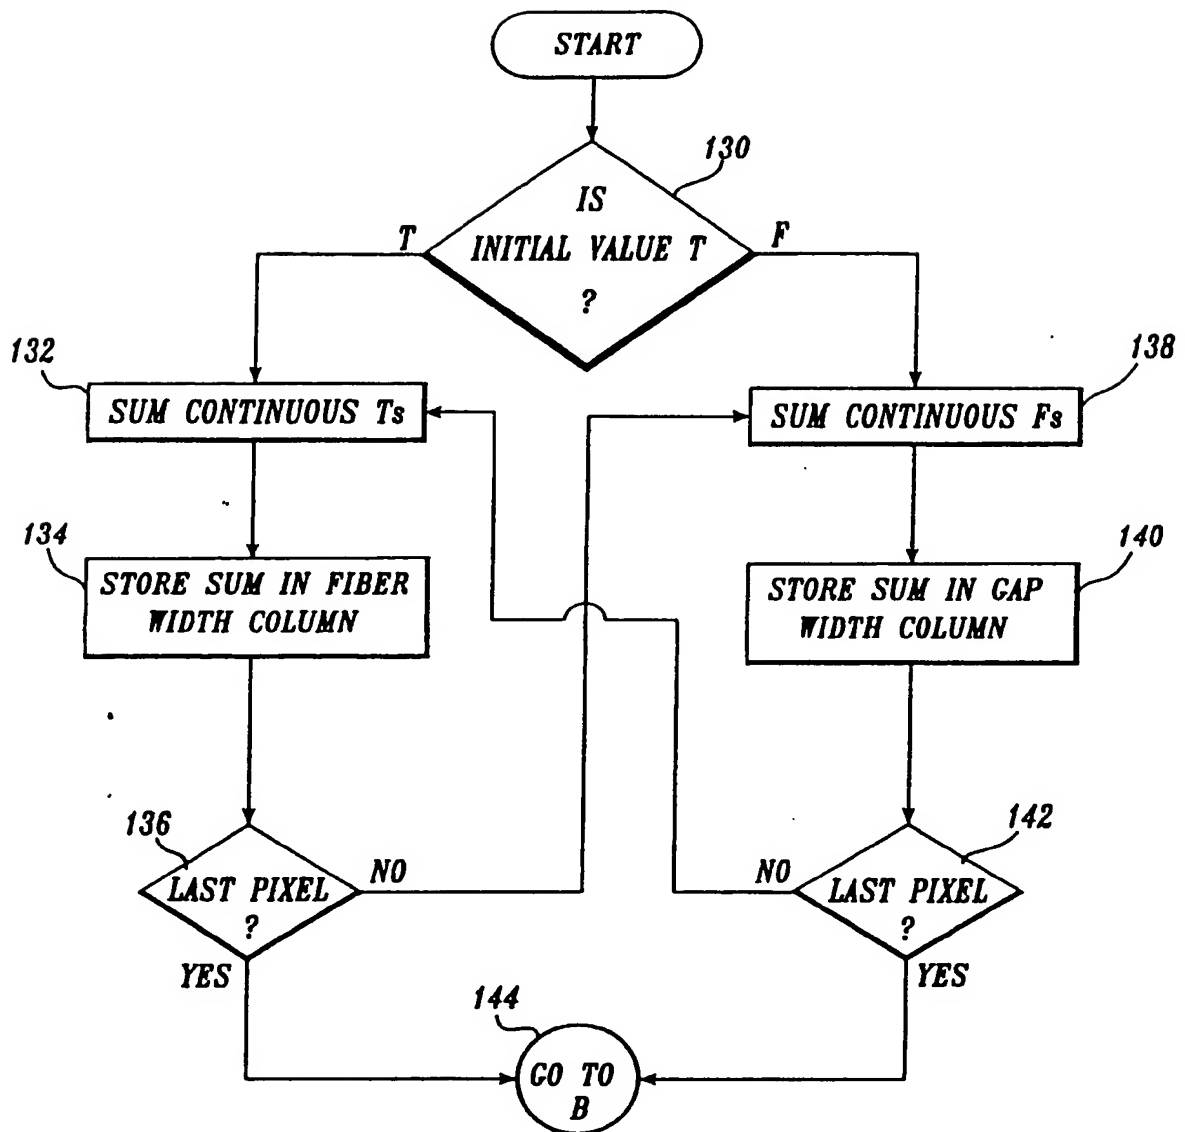 START
130
IS
INITIAL VALUE T
?
T
F
132
SUM CONTINUOUS Ts
138
SUM CONTINUOUS Fs
134
STORE SUM IN FIBER
WIDTH COLUMN
140
STORE SUM IN GAP
WIDTH COLUMN
136
LAST PIXEL
?
NO
YES
142
LAST PIXEL
?
NO
YES
144
GO TO
B